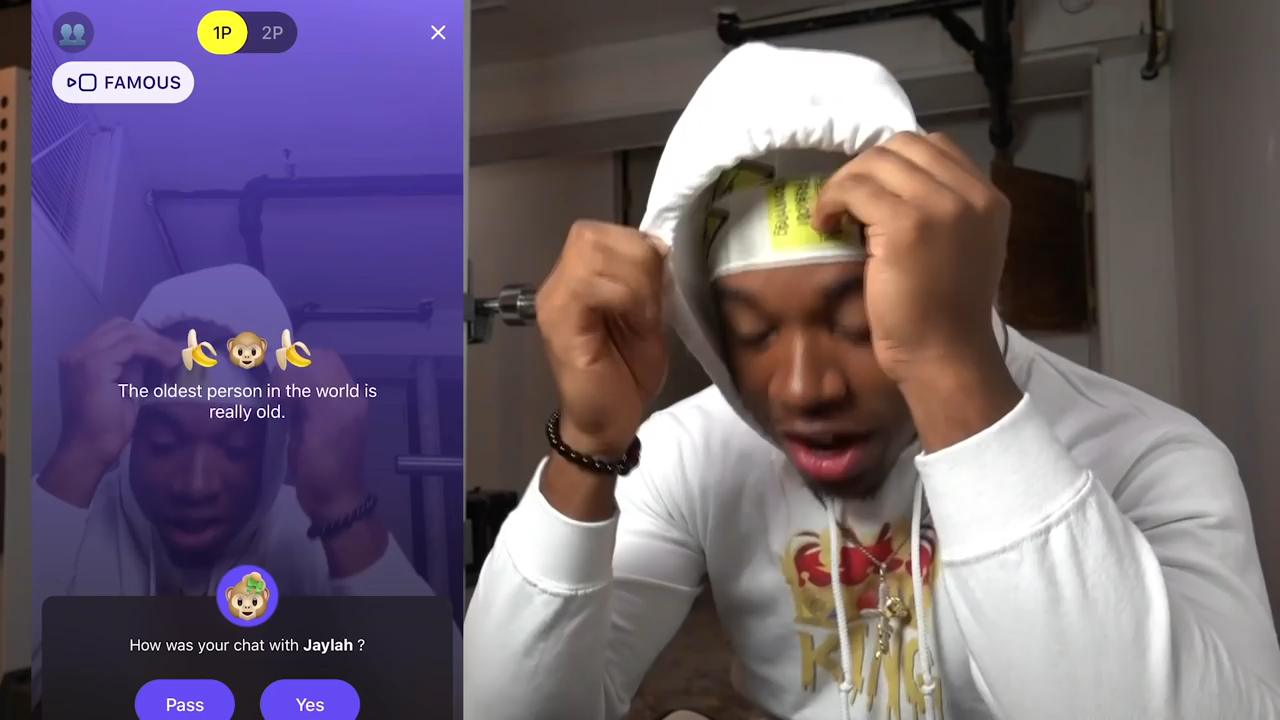 1P 2P
FAMOUS
The oldest person in the world is
really old.
How was your chat with Jaylah ?
Pass Yes
KING